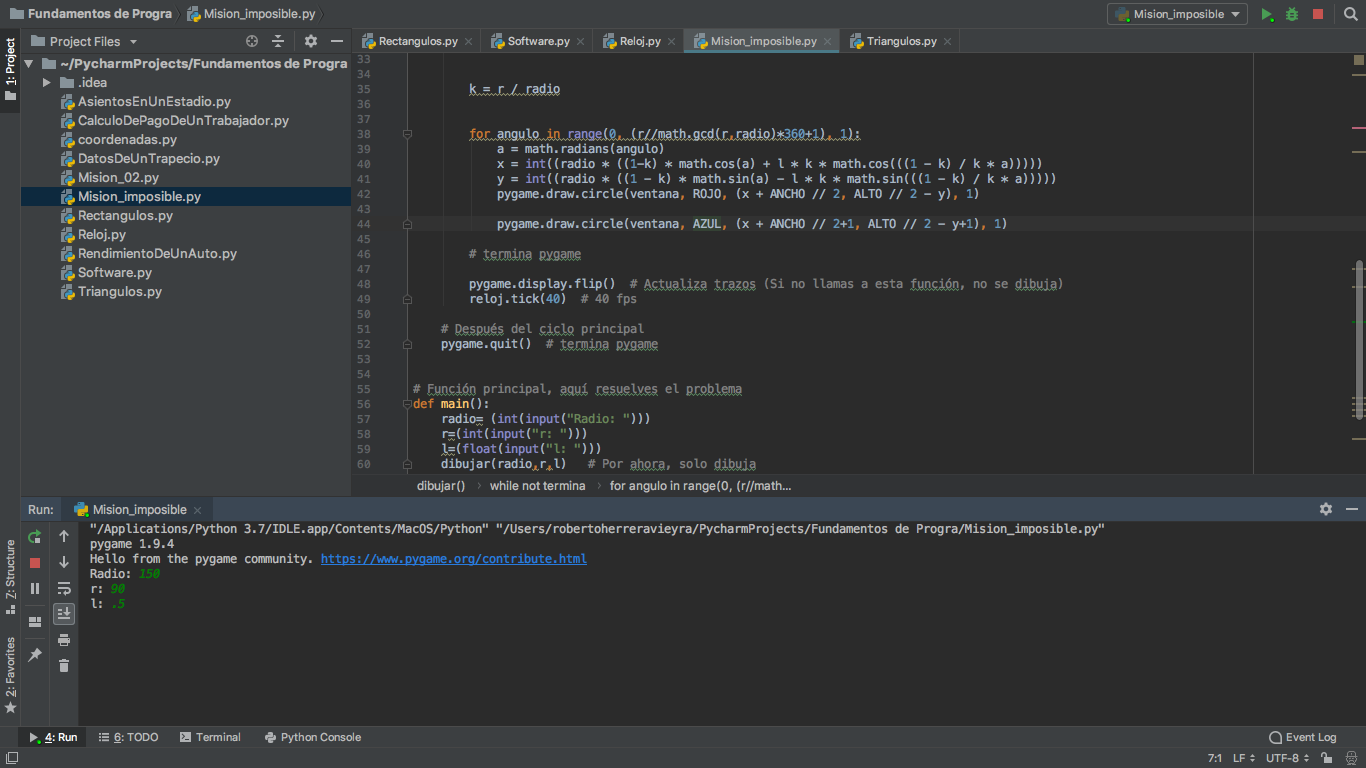 Fundamentos de Progra Mision_imposible.py Mision_imposible
1: Project
Project Files
Rectangulos.py Software.py Reloj.py Mision_imposible.py Triangulos.py
~/PycharmProjects/Fundamentos de Progra
.idea
AsientosEnUnEstadio.py
CalculoDePagoDeUnTrabajador.py
coordenadas.py
DatosDeUnTrapecio.py
Mision_02.py
Mision_imposible.py
Rectangulos.py
Reloj.py
RendimientoDeUnAuto.py
Software.py
Triangulos.py
33
34
35 k = r / radio
36
37
38 for angulo in range(0, (r//math.gcd(r,radio)*360+1), 1):
39 a = math.radians(angulo)
40 x = int((radio * ((1-k) * math.cos(a) + l * k * math.cos(((1 - k) / k * a)))))
41 y = int((radio * ((1 - k) * math.sin(a) - l * k * math.sin(((1 - k) / k * a)))))
42 pygame.draw.circle(ventana, ROJO, (x + ANCHO // 2, ALTO // 2 - y), 1)
43
44 pygame.draw.circle(ventana, AZUL, (x + ANCHO // 2+1, ALTO // 2 - y+1), 1)
45
46 # termina pygame
47
48 pygame.display.flip()  # Actualiza trazos (Si no llamas a esta función, no se dibuja)
49 reloj.tick(40)  # 40 fps
50
51 # Después del ciclo principal
52 pygame.quit()  # termina pygame
53
54
55 # Función principal, aquí resuelves el problema
56 def main():
57 radio= (int(input("Radio: ")))
58 r=(int(input("r: ")))
59 l=(float(input("l: ")))
60 dibujar(radio,r,l)   # Por ahora, solo dibuja
dibujar() › while not termina › for angulo in range(0, (r//math...
Run: Mision_imposible
"/Applications/Python 3.7/IDLE.app/Contents/MacOS/Python" "/Users/robertoherreravieyra/PycharmProjects/Fundamentos de Progra/Mision_imposible.py"
pygame 1.9.4
Hello from the pygame community. https://www.pygame.org/contribute.html
Radio: 150
r: 90
l: .5
Z: Structure
2: Favorites
4: Run 6: TODO Terminal Python Console Event Log
7:1 LF UTF-8